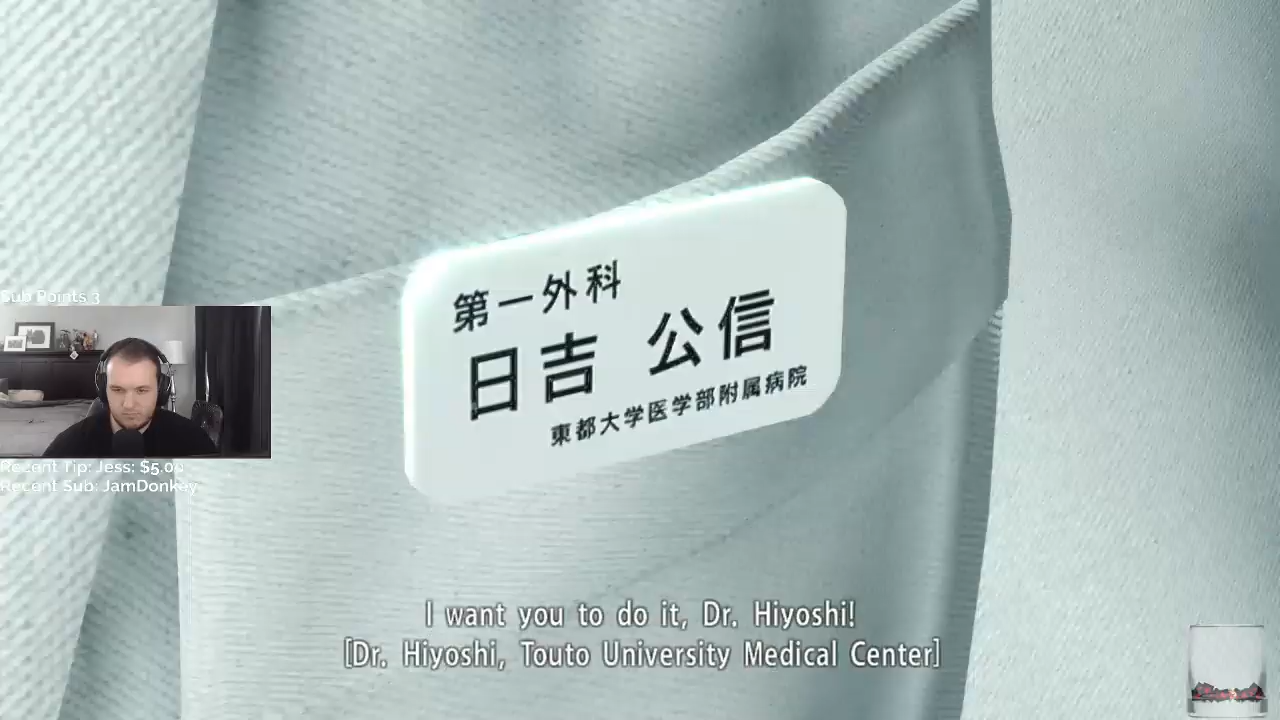 第一外科
日吉 公信
東都大学医学部附属病院
Sub Points 3
Recent Tip: Jess: $5.00
Recent Sub: JamDonkey
I want you to do it, Dr. Hiyoshi!
[Dr. Hiyoshi, Touto University Medical Center]